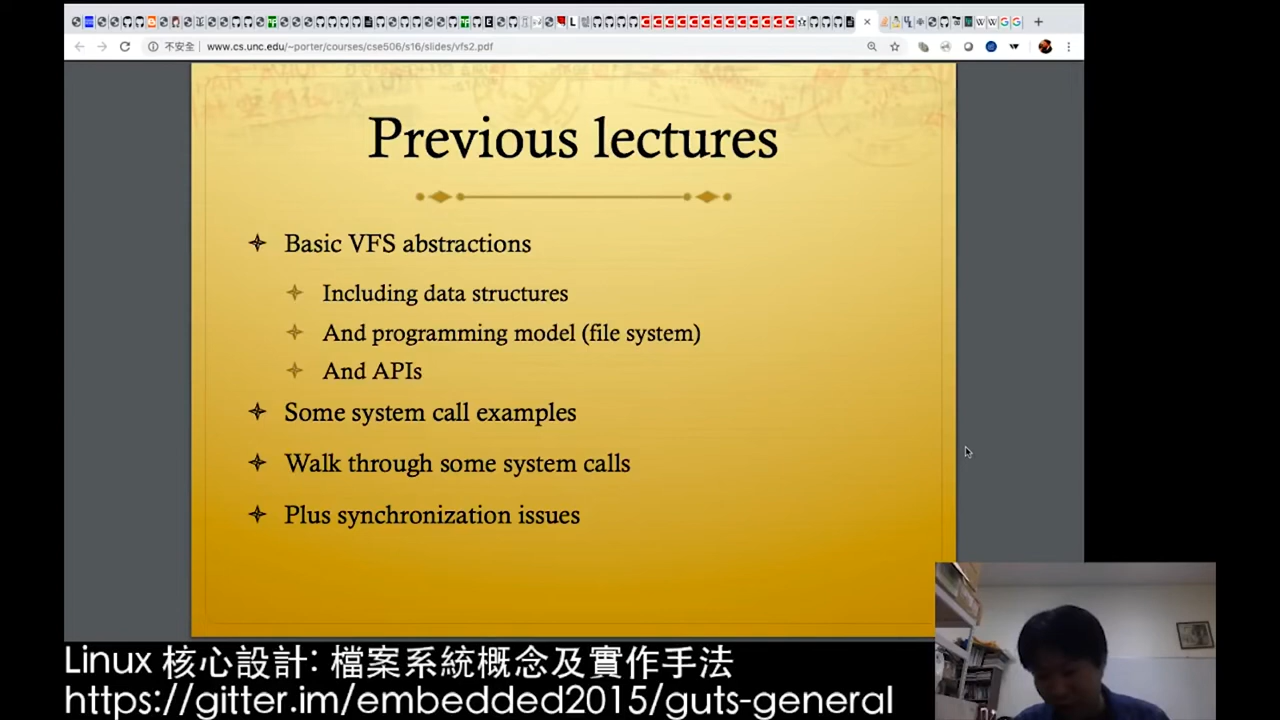 不安全
www.cs.unc.edu/~porter/courses/cse506/s16/slides/vfs2.pdf
Previous lectures
Basic VFS abstractions
Including data structures
And programming model (file system)
And APIs
Some system call examples
Walk through some system calls
Plus synchronization issues
Linux 核心設計: 檔案系統概念及實作手法
https://gitter.im/embedded2015/guts-general